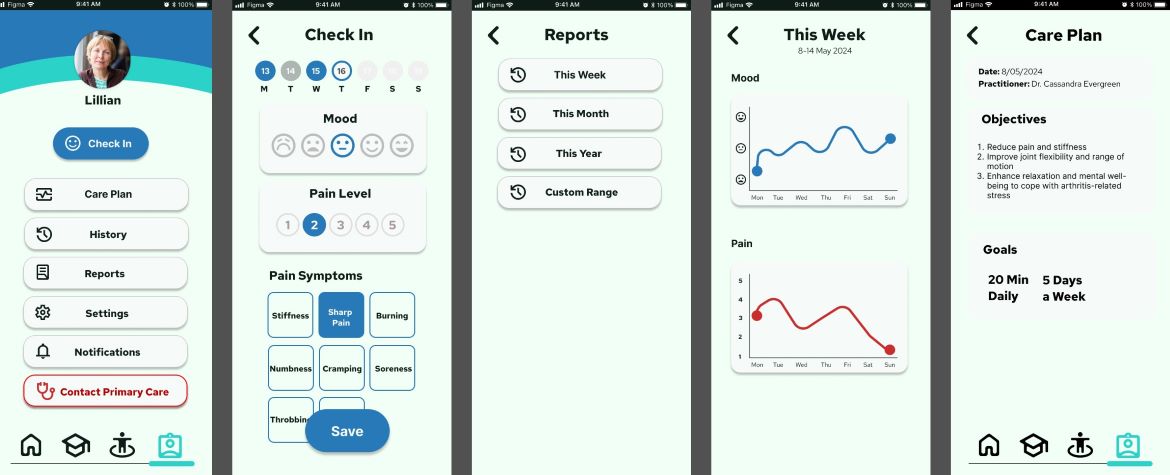 Figma 9:41 AM 100%
Lillian
Check In
Care Plan
History
Reports
Settings
Notifications
Contact Primary Care
Figma 9:41 AM 100%
Check In
13 14 15 16
M T W T F S S
Mood
Pain Level
1 2 3 4 5
Pain Symptoms
Stiffness Sharp Burning
Pain
Numbness Cramping Soreness
Save
Figma 9:41 AM 100%
Reports
This Week
This Month
This Year
Custom Range
Figma 9:41 AM 100%
This Week
8-14 May 2024
Mood
Mon Tue Wed Thu Fri Sat Sun
Pain
5
4
3
2
1
Mon Tue Wed Thu Fri Sat Sun
Figma 9:41 AM 100%
Care Plan
Date: 8/05/2024
Practitioner: Dr. Cassandra Evergreen
Objectives
1. Reduce pain and stiffness
2. Improve joint flexibility and range of
motion
3. Enhance relaxation and mental well-
being to cope with arthritis-related
stress
Goals
20 Min 5 Days
Daily a Week